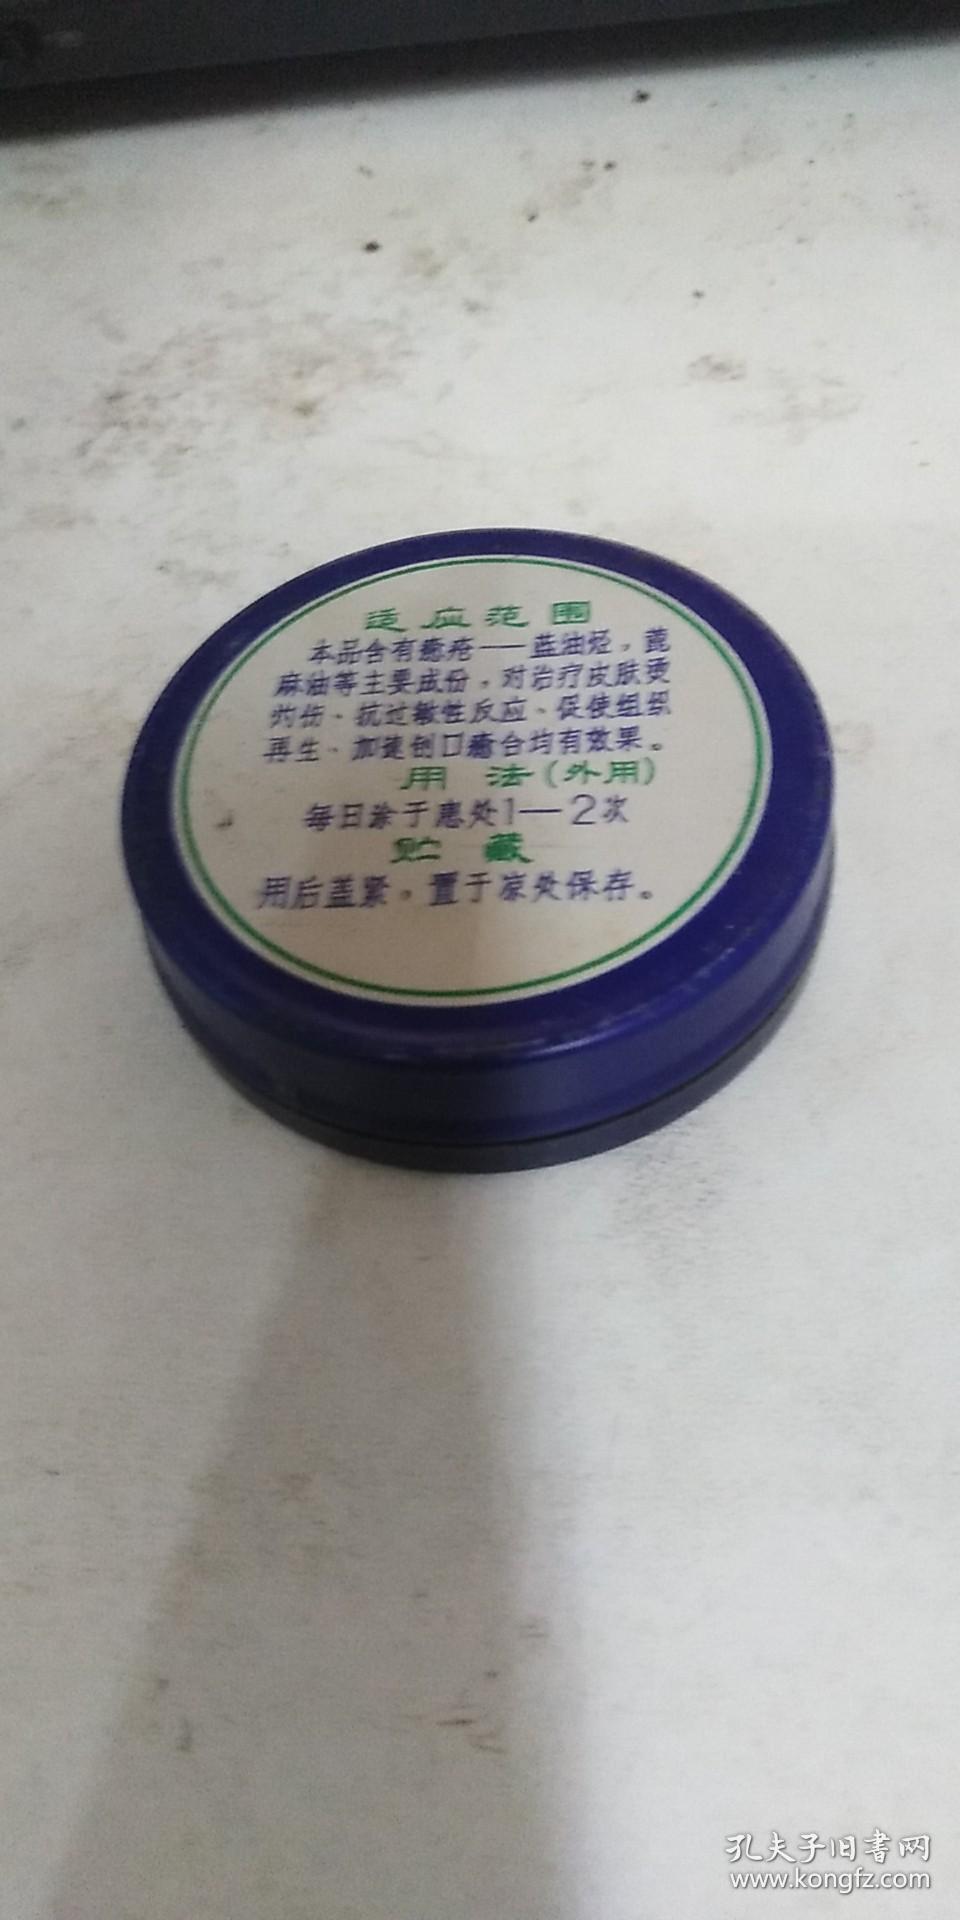 适应范围
本品含有癒疮——蓝油烃，蓖
麻油等主要成份，对治疗皮肤烫
灼伤、抗过敏性反应、促使组织
再生、加速创口癒合均有效果。
用 法(外用)
每日涂于患处1—2次
贮 藏
用后盖紧。置于凉处保存。
孔夫子旧书网
www.kongfz.com